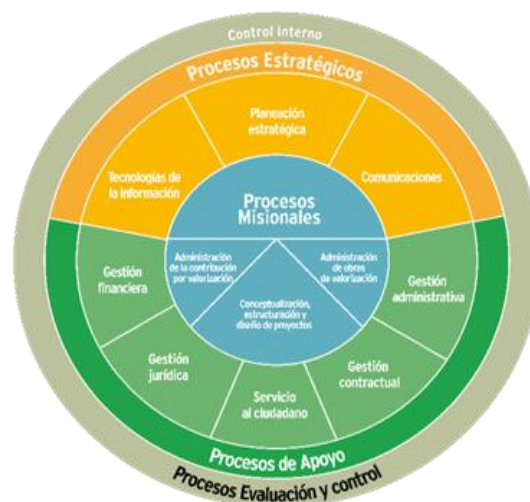 Control interno
Procesos Estratégicos
Planeación
estratégica
Tecnologías de
la información
Comunicaciones
Procesos
Misionales
Administración
de la contribución
por valorización
Administración
de obras
de valorización
Conceptualización,
estructuración y
diseño de proyectos
Gestión
financiera
Gestión
administrativa
Gestión
jurídica
Gestión
contractual
Servicio
al ciudadano
Procesos de Apoyo
Procesos Evaluación y control